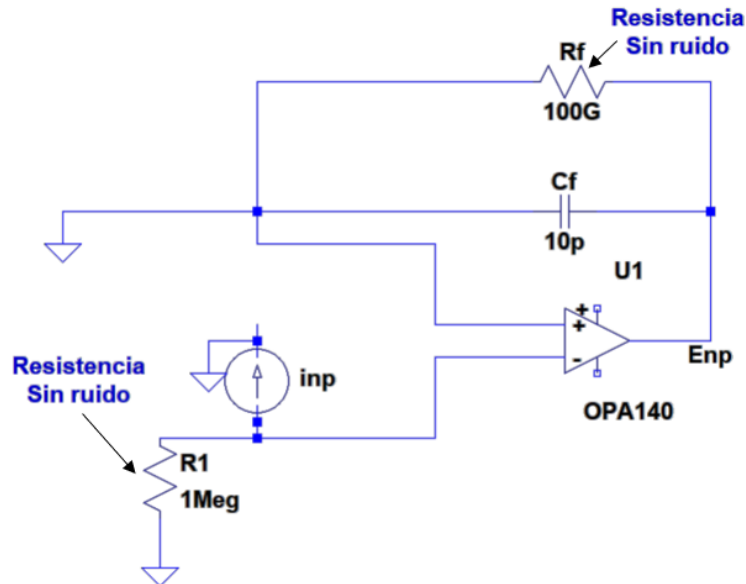 Resistencia
Sin ruido
Rf
100G
Cf
10p
U1
+
+
-
Enp
OPA140
inp
Resistencia
Sin ruido
R1
1Meg